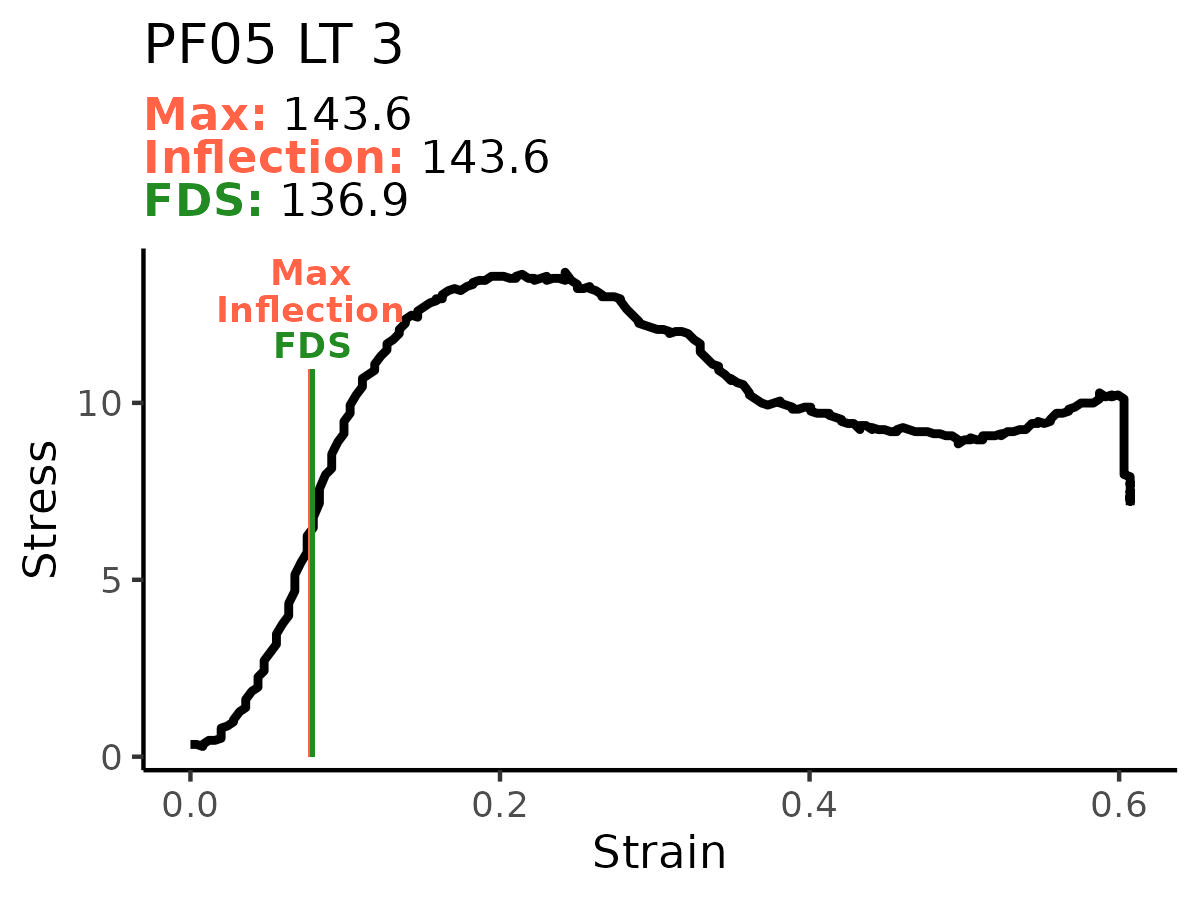 PF05 LT 3
Max: 143.6
Inflection: 143.6
FDS: 136.9
Max
Inflection
FDS
10
5
0
Stress
0.0 0.2 0.4 0.6
Strain